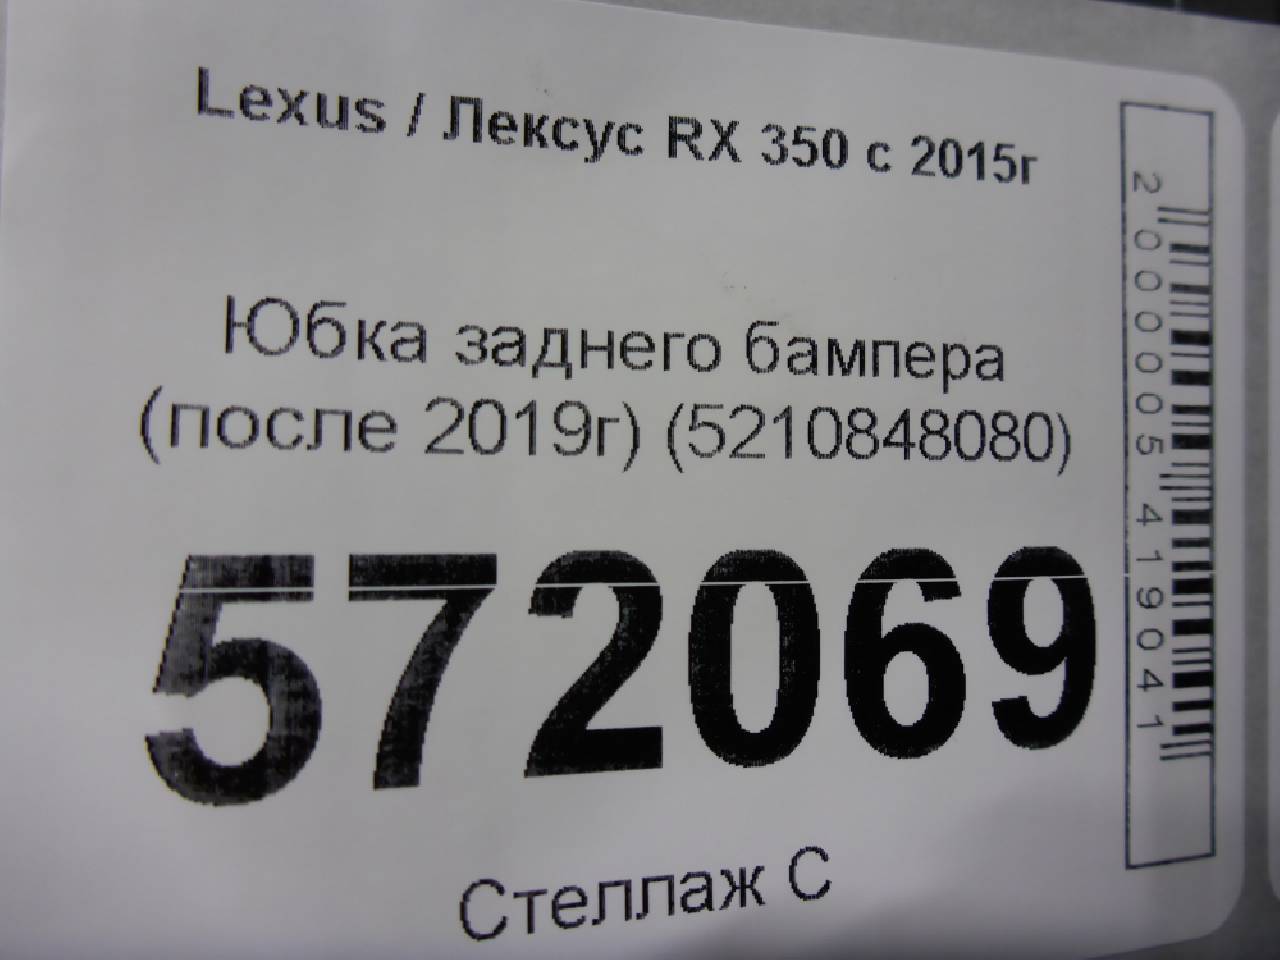 Lexus / Лексус RX 350 с 2015г
Юбка заднего бампера
(после 2019г) (5210848080)
572069
Стеллаж С
2000005419041